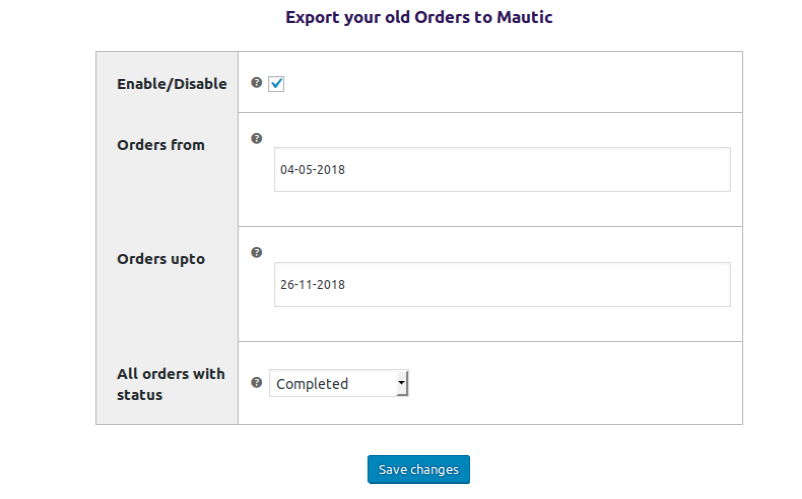 Export your old Orders to Mautic
Enable/Disable
Orders from
04-05-2018
Orders upto
26-11-2018
All orders with
status
Completed
Save changes